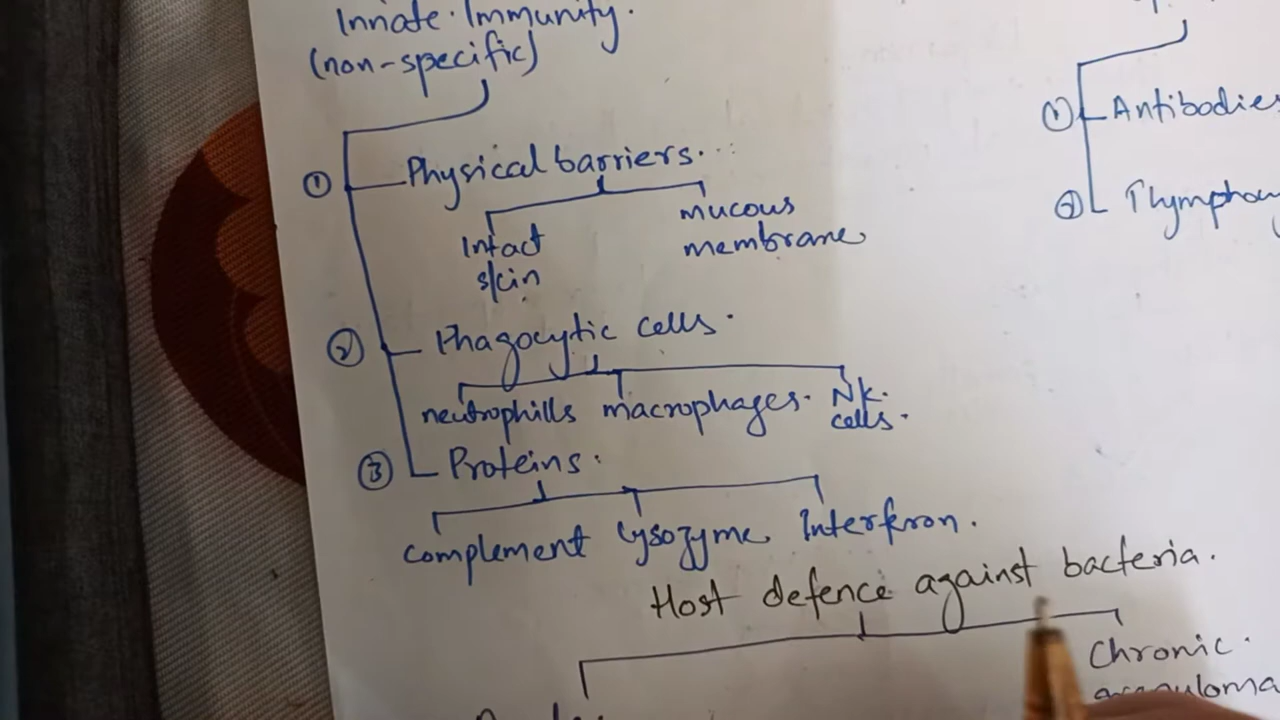 Innate. Immunity.
(non-specific)
① Physical barriers.
Intact
skin
mucous
membrane
② Phagocytic cells.
neutrophills macrophages. NK.
cells.
③ Proteins.
complement lysozyme Interferon.
① Antibodies
②
Host defence against bacteria.
Chronic.